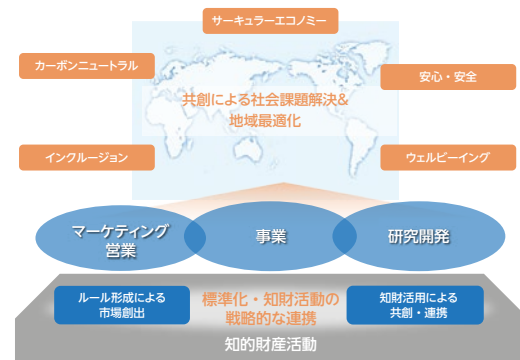 サーキュラーエコノミー
カーボンニュートラル
安心・安全
共創による社会課題解決&
地域最適化
インクルージョン
ウェルビーイング
マーケティング
営業
事業
研究開発
ルール形成による
市場創出
標準化・知財活動の
戦略的な連携
知財活用による
共創・連携
知的財産活動